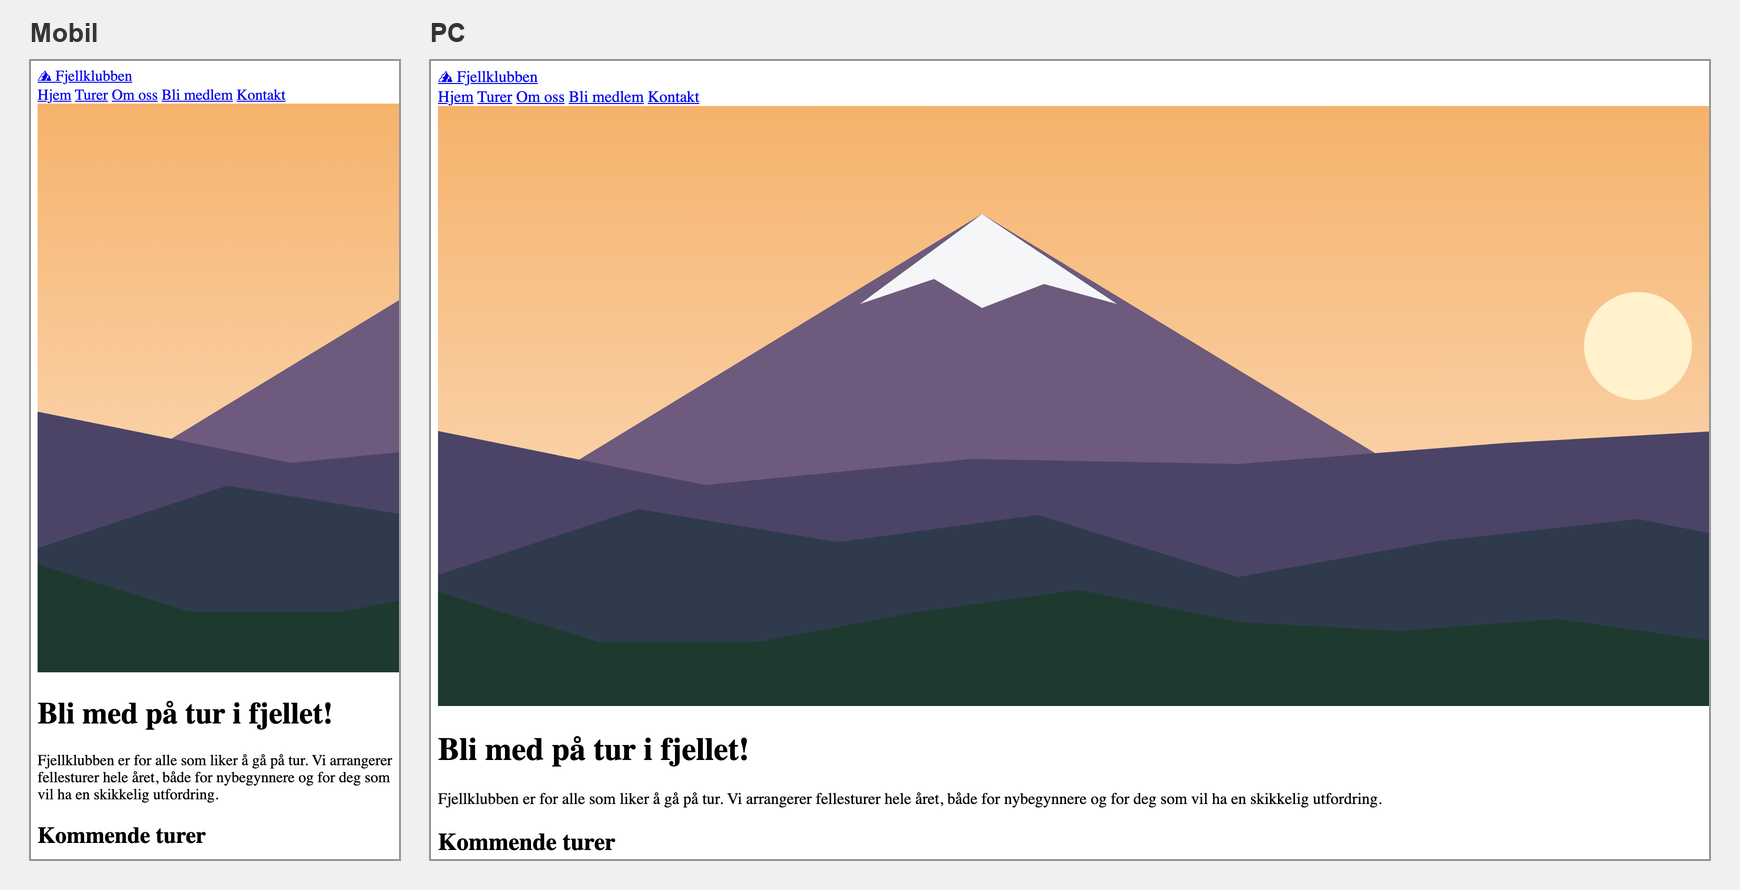 Mobil
⛰ Fjellklubben
Hjem Turer Om oss Bli medlem Kontakt
Bli med på tur i fjellet!
Fjellklubben er for alle som liker å gå på tur. Vi arrangerer
fellesturer hele året, både for nybegynnere og for deg som
vil ha en skikkelig utfordring.
Kommende turer
PC
⛰ Fjellklubben
Hjem Turer Om oss Bli medlem Kontakt
Bli med på tur i fjellet!
Fjellklubben er for alle som liker å gå på tur. Vi arrangerer fellesturer hele året, både for nybegynnere og for deg som vil ha en skikkelig utfordring.
Kommende turer